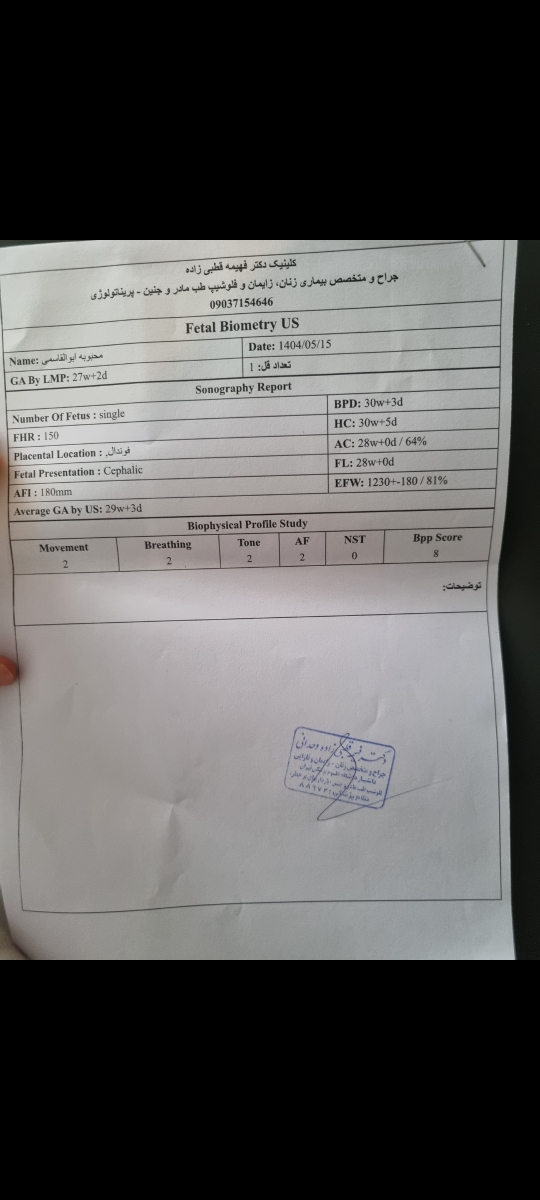 کلینیک دکتر فهیمه قطبی زاده
جراح و متخصص بیماری زنان، زایمان و فلوشیپ طب مادر و جنین - پریناتولوژی
09037154646
Fetal Biometry US
Name: محبوبه ابوالقاسمی
Date: 1404/05/15
GA By LMP: 27w+2d
تعداد قل: 1
Sonography Report
Number Of Fetus : single
BPD: 30w+3d
FHR : 150
HC: 30w+5d
Placental Location : فوندال,
AC: 28w+0d / 64%
Fetal Presentation : Cephalic
FL: 28w+0d
AFI : 180mm
EFW: 1230+-180 / 81%
Average GA by US: 29w+3d
Biophysical Profile Study
Movement Breathing Tone AF NST Bpp Score
2 2 2 2 0 8
توضیحات: